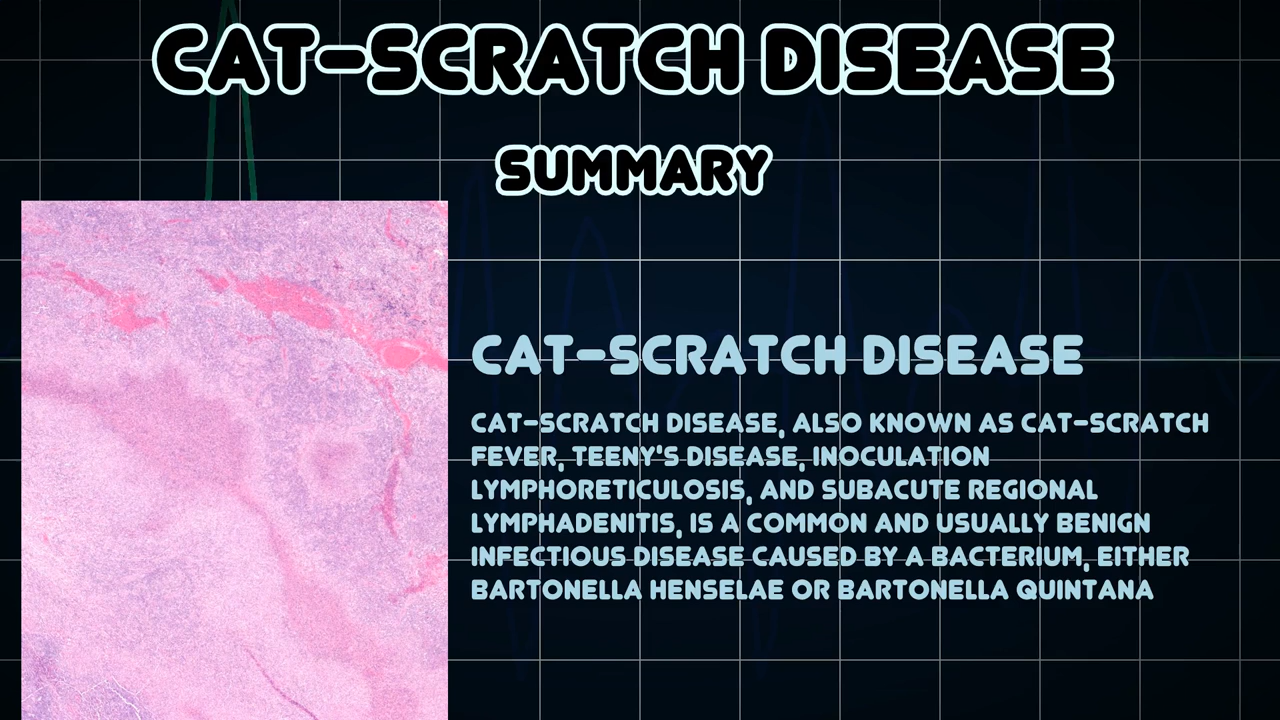 CAT-SCRATCH DISEASE
SUMMARY
CAT-SCRATCH DISEASE
CAT-SCRATCH DISEASE, ALSO KNOWN AS CAT-SCRATCH
FEVER, TEENY'S DISEASE, INOCULATION
LYMPHORETICULOSIS, AND SUBACUTE REGIONAL
LYMPHADENITIS, IS A COMMON AND USUALLY BENIGN
INFECTIOUS DISEASE CAUSED BY A BACTERIUM, EITHER
BARTONELLA HENSELAE OR BARTONELLA QUINTANA